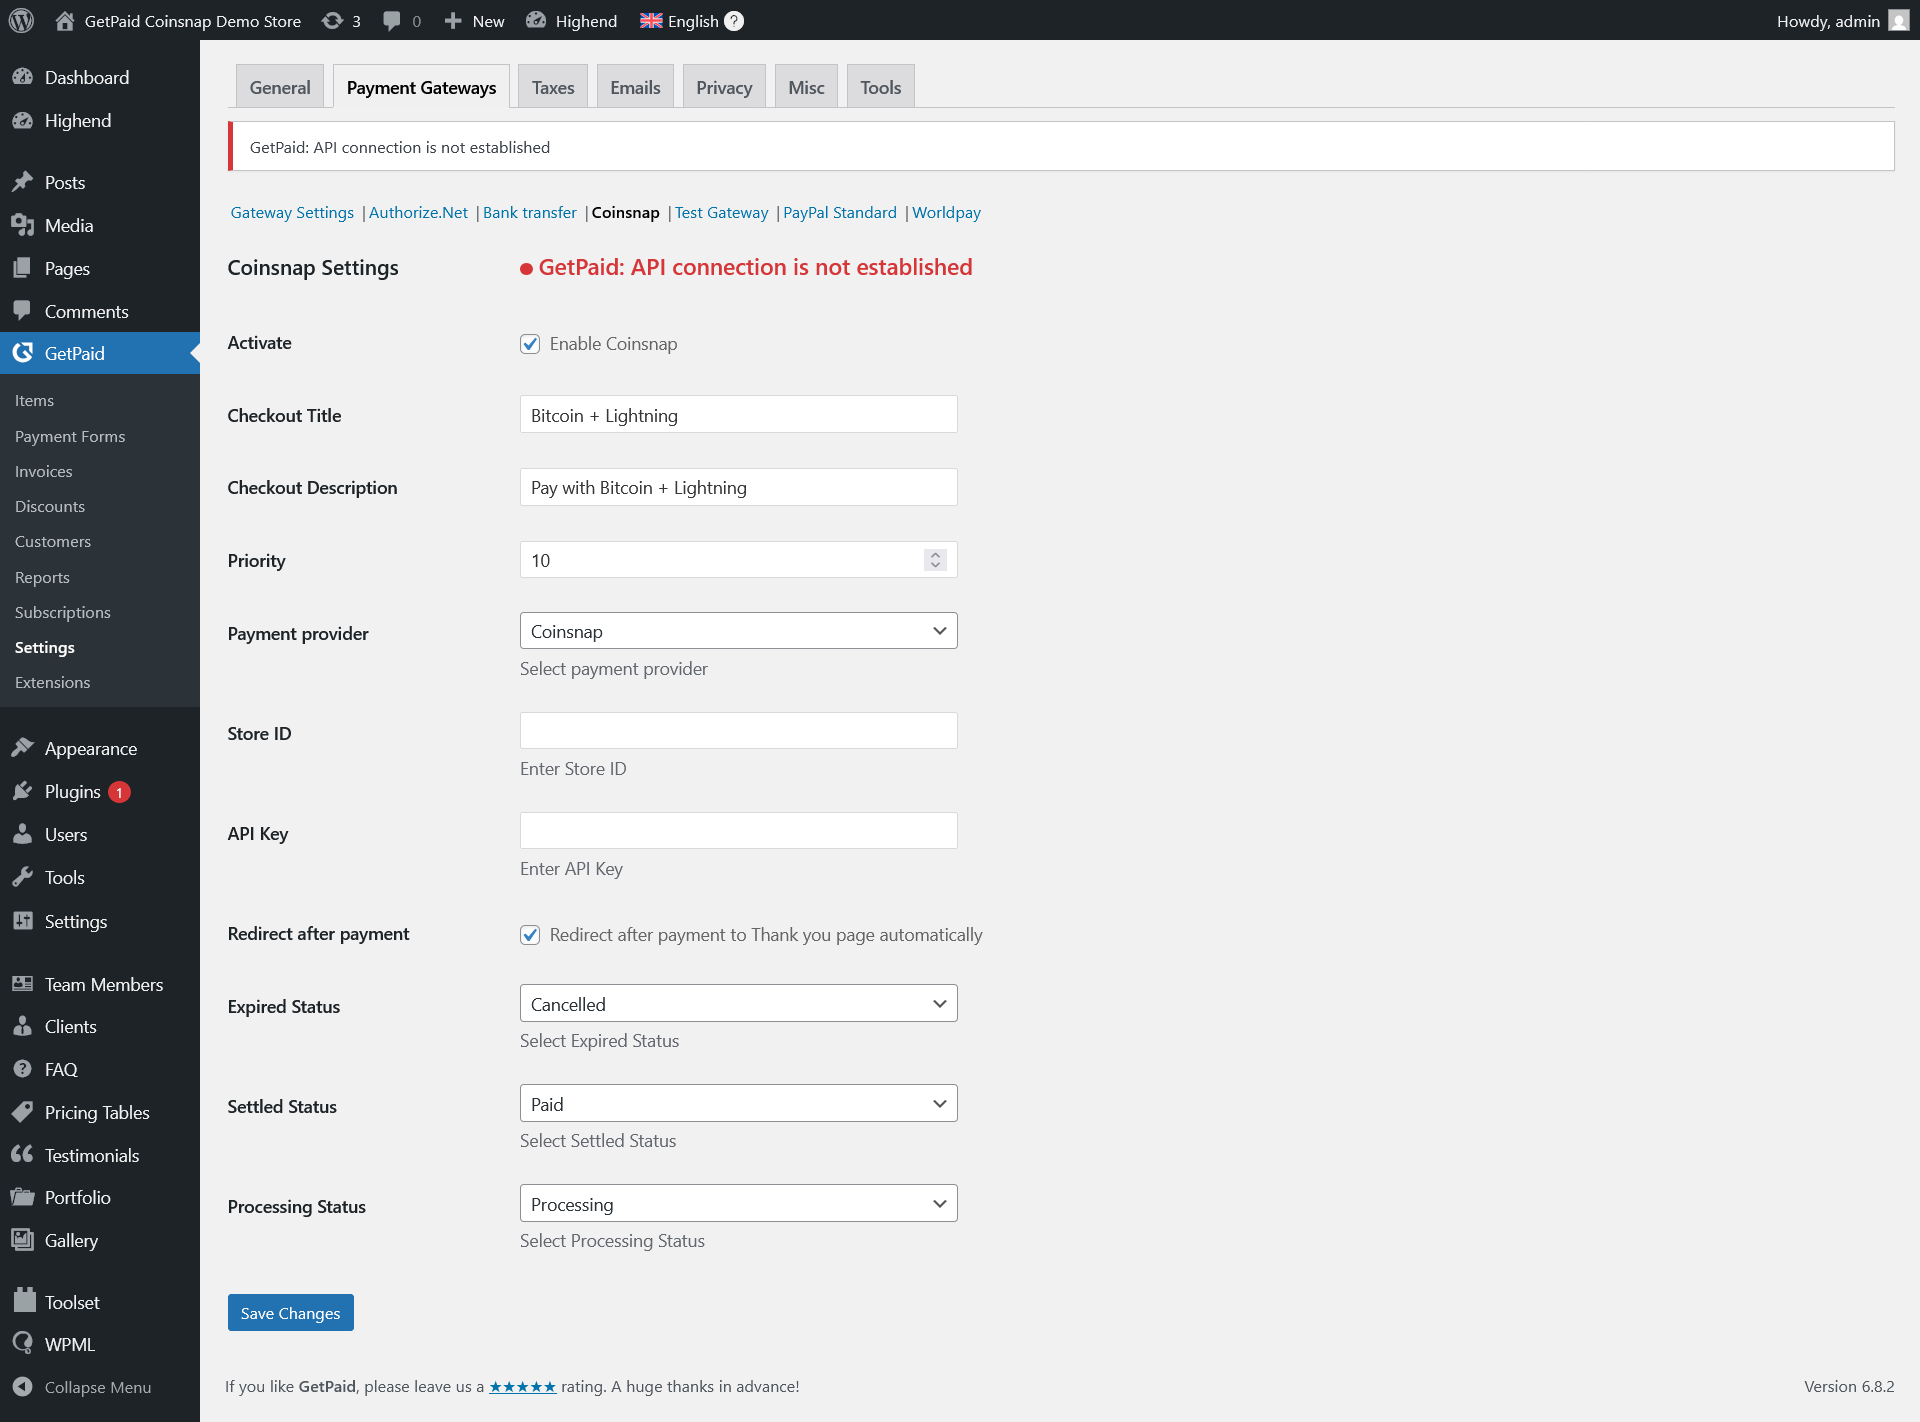 GetPaid Coinsnap Demo Store 3 0 New Highend English ? Howdy, admin
Dashboard
Highend
Posts
Media
Pages
Comments
GetPaid
Items
Payment Forms
Invoices
Discounts
Customers
Reports
Subscriptions
Settings
Extensions
Appearance
Plugins 1
Users
Tools
Settings
Team Members
Clients
FAQ
Pricing Tables
Testimonials
Portfolio
Gallery
Toolset
WPML
Collapse Menu
General Payment Gateways Taxes Emails Privacy Misc Tools
GetPaid: API connection is not established
Gateway Settings | Authorize.Net | Bank transfer | Coinsnap | Test Gateway | PayPal Standard | Worldpay
Coinsnap Settings GetPaid: API connection is not established
Activate Enable Coinsnap
Checkout Title Bitcoin + Lightning
Checkout Description Pay with Bitcoin + Lightning
Priority 10
Payment provider Coinsnap
Select payment provider
Store ID
Enter Store ID
API Key
Enter API Key
Redirect after payment Redirect after payment to Thank you page automatically
Expired Status Cancelled
Select Expired Status
Settled Status Paid
Select Settled Status
Processing Status Processing
Select Processing Status
Save Changes
If you like GetPaid, please leave us a ★★★★★ rating. A huge thanks in advance! Version 6.8.2